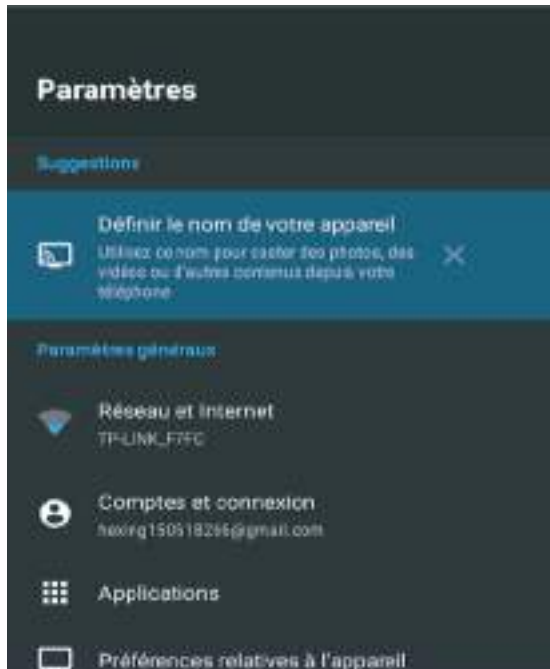 Paramètres
Suggestions
Définir le nom de votre appareil
Utilisez ce nom pour caster des photos, des
vidéos ou d'autres contenus depuis votre
téléphone
Paramètres généraux
Réseau et Internet
TP-LINK_F7FC
Comptes et connexion
Applications
Préférences relatives à l'appareil